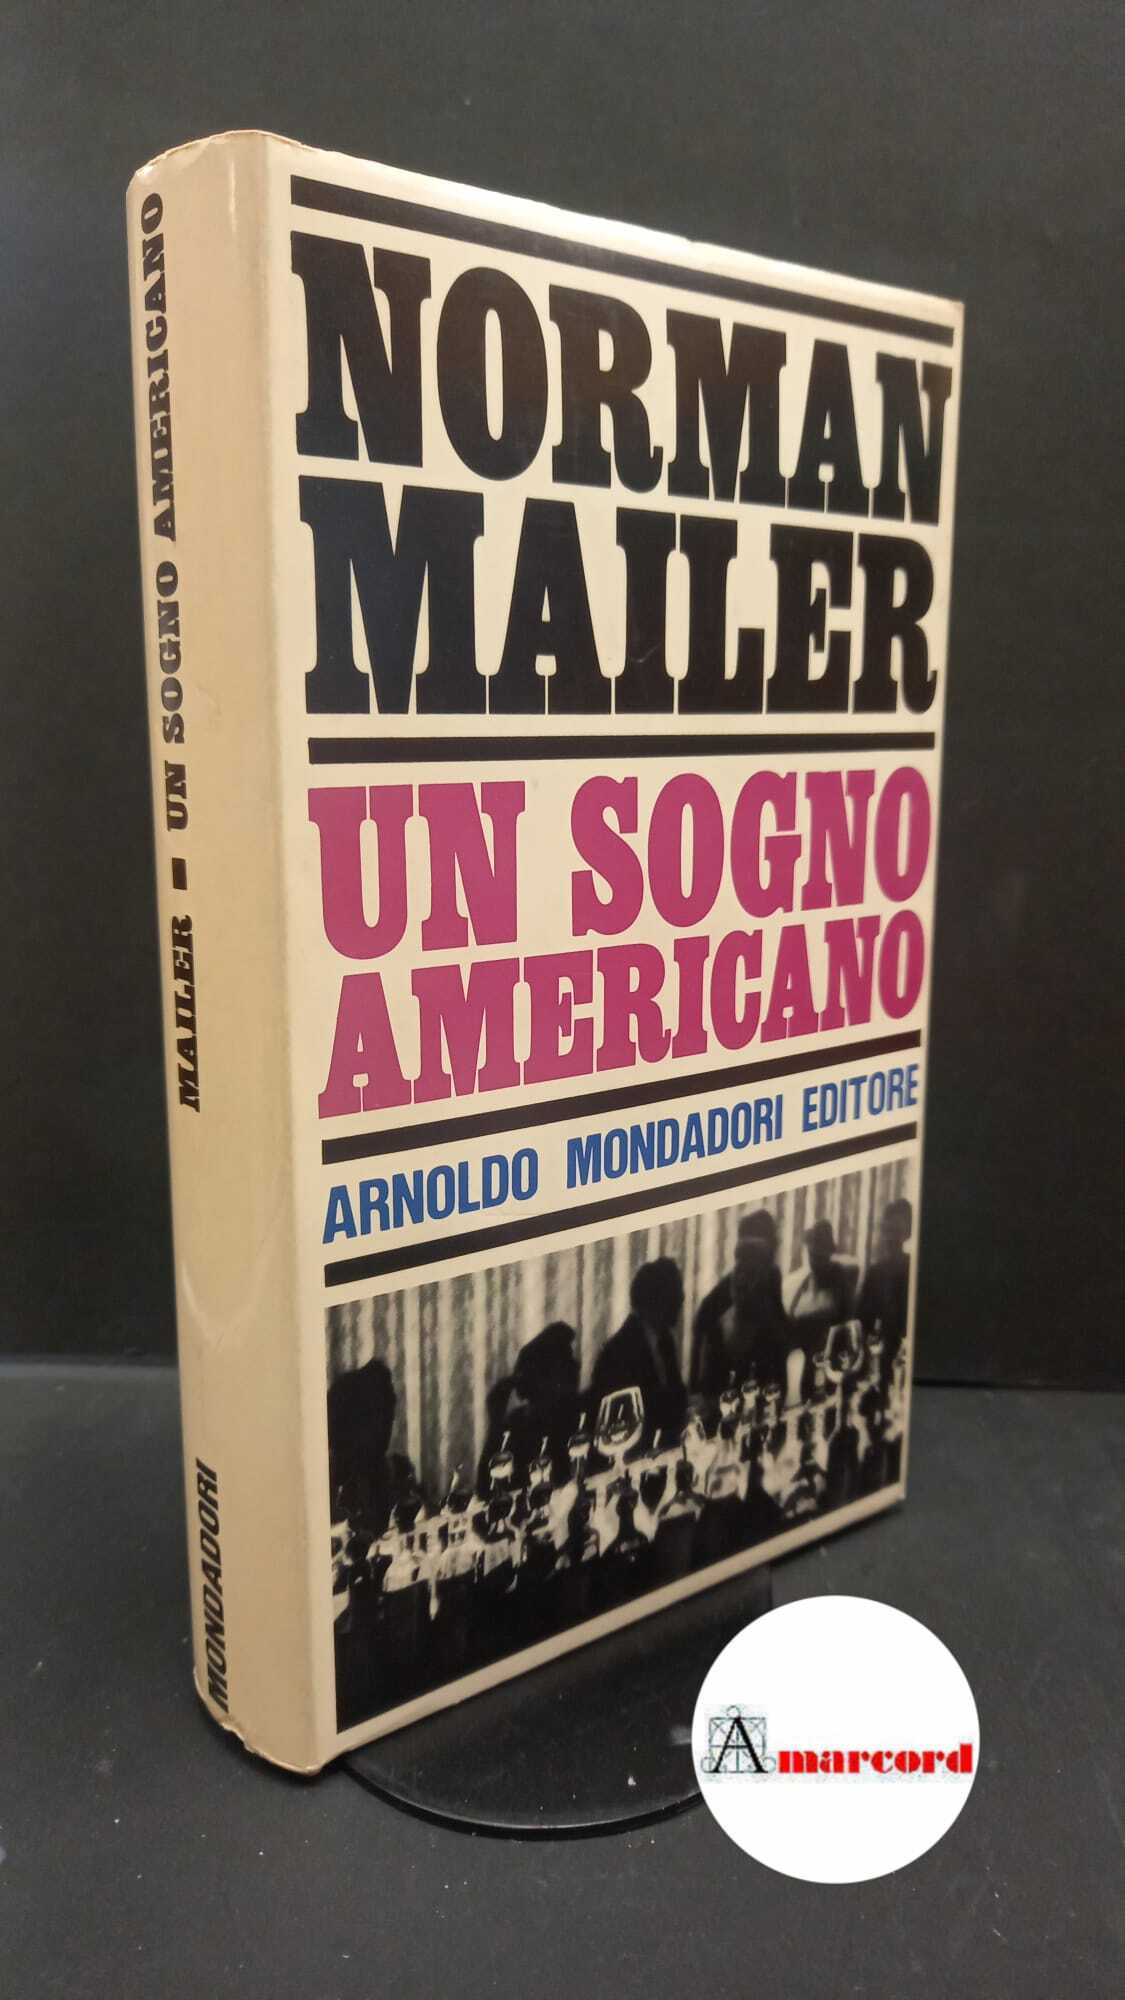 MAILER - UN SOGNO AMERICANO
MONDADORI
NORMAN
MAILER
UN SOGNO
AMERICANO
ARNOLDO MONDADORI EDITORE
Amarcord